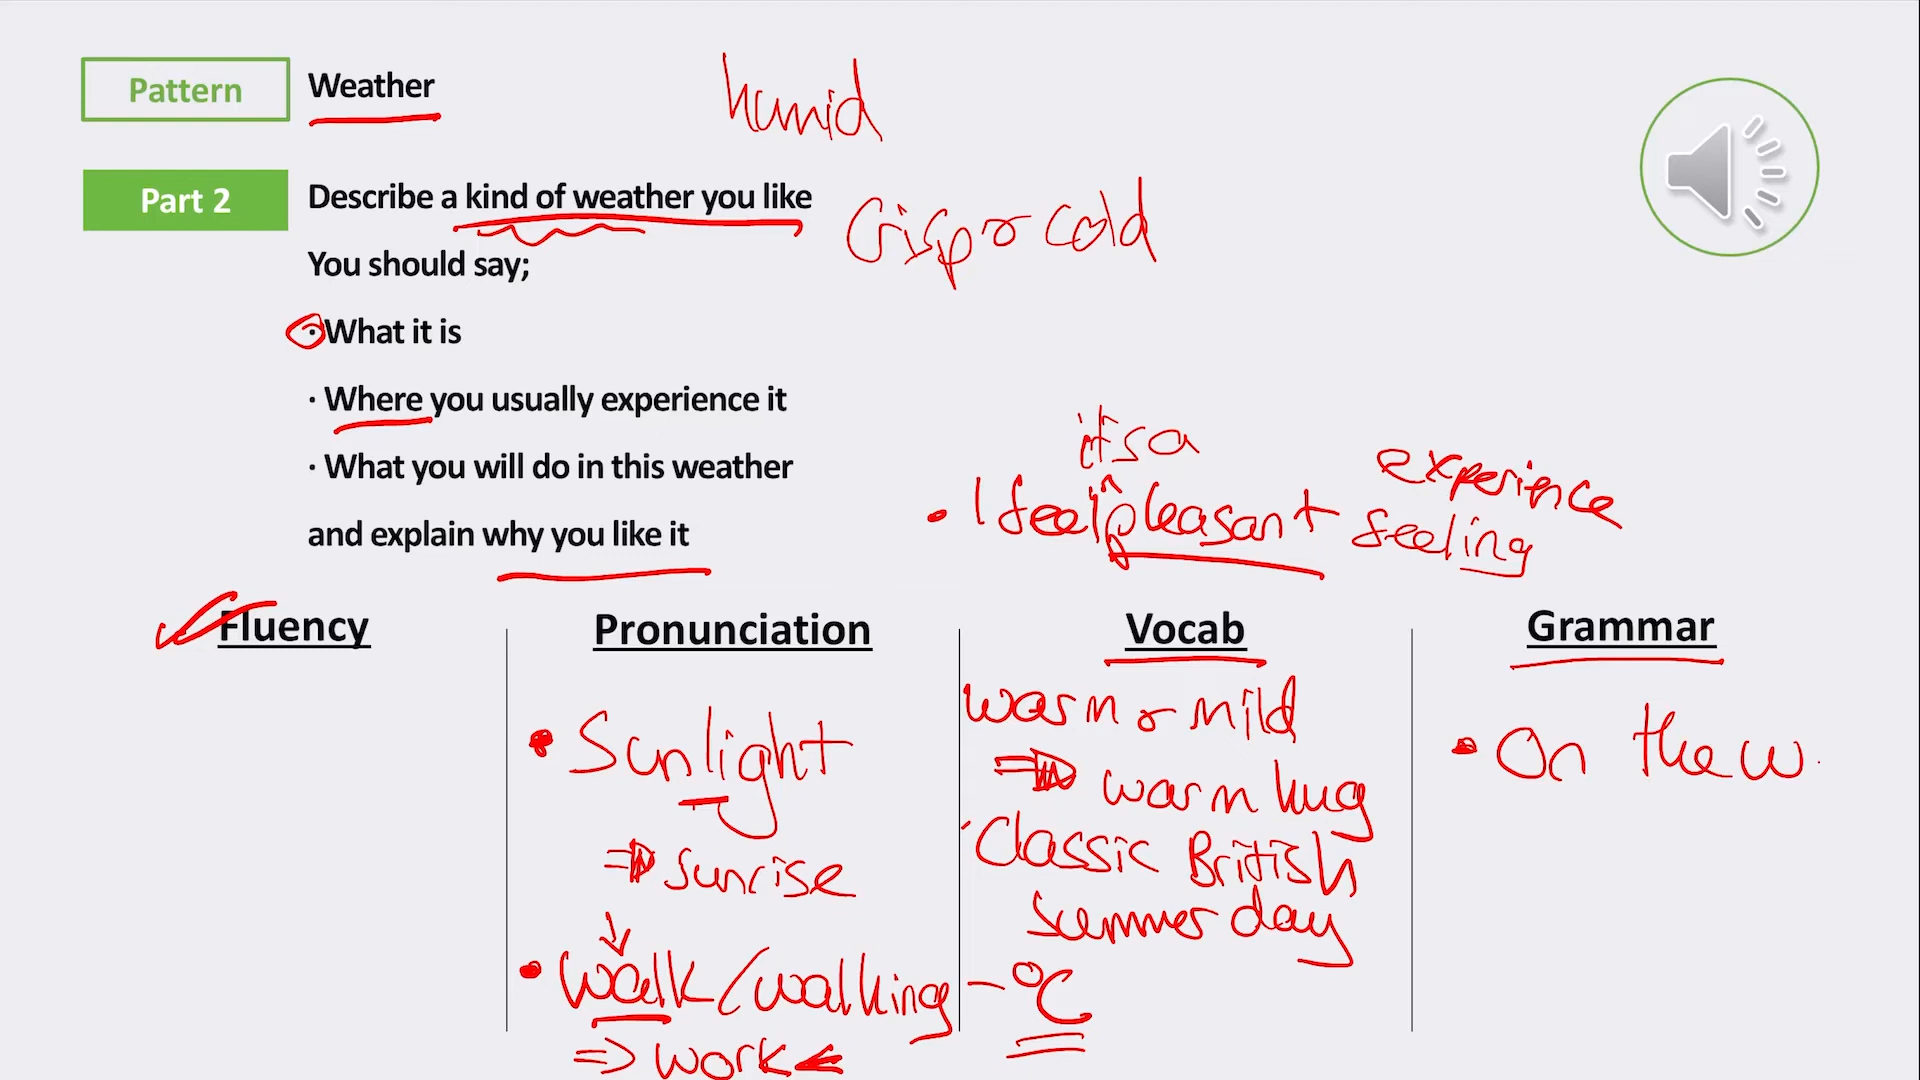 Pattern Weather
humid
Part 2 Describe a kind of weather you like
crisp or cold
You should say;
· What it is
· Where you usually experience it
· What you will do in this weather
and explain why you like it
it's a
experience
• I feel ^ pleasant feeling
Fluency Pronunciation Vocab Grammar
• Sunlight
⇒ sunrise
• walk/walking
⇒ work
warm or mild
⇒ warm hug
· Classic British
summer day
– °C
• On the w